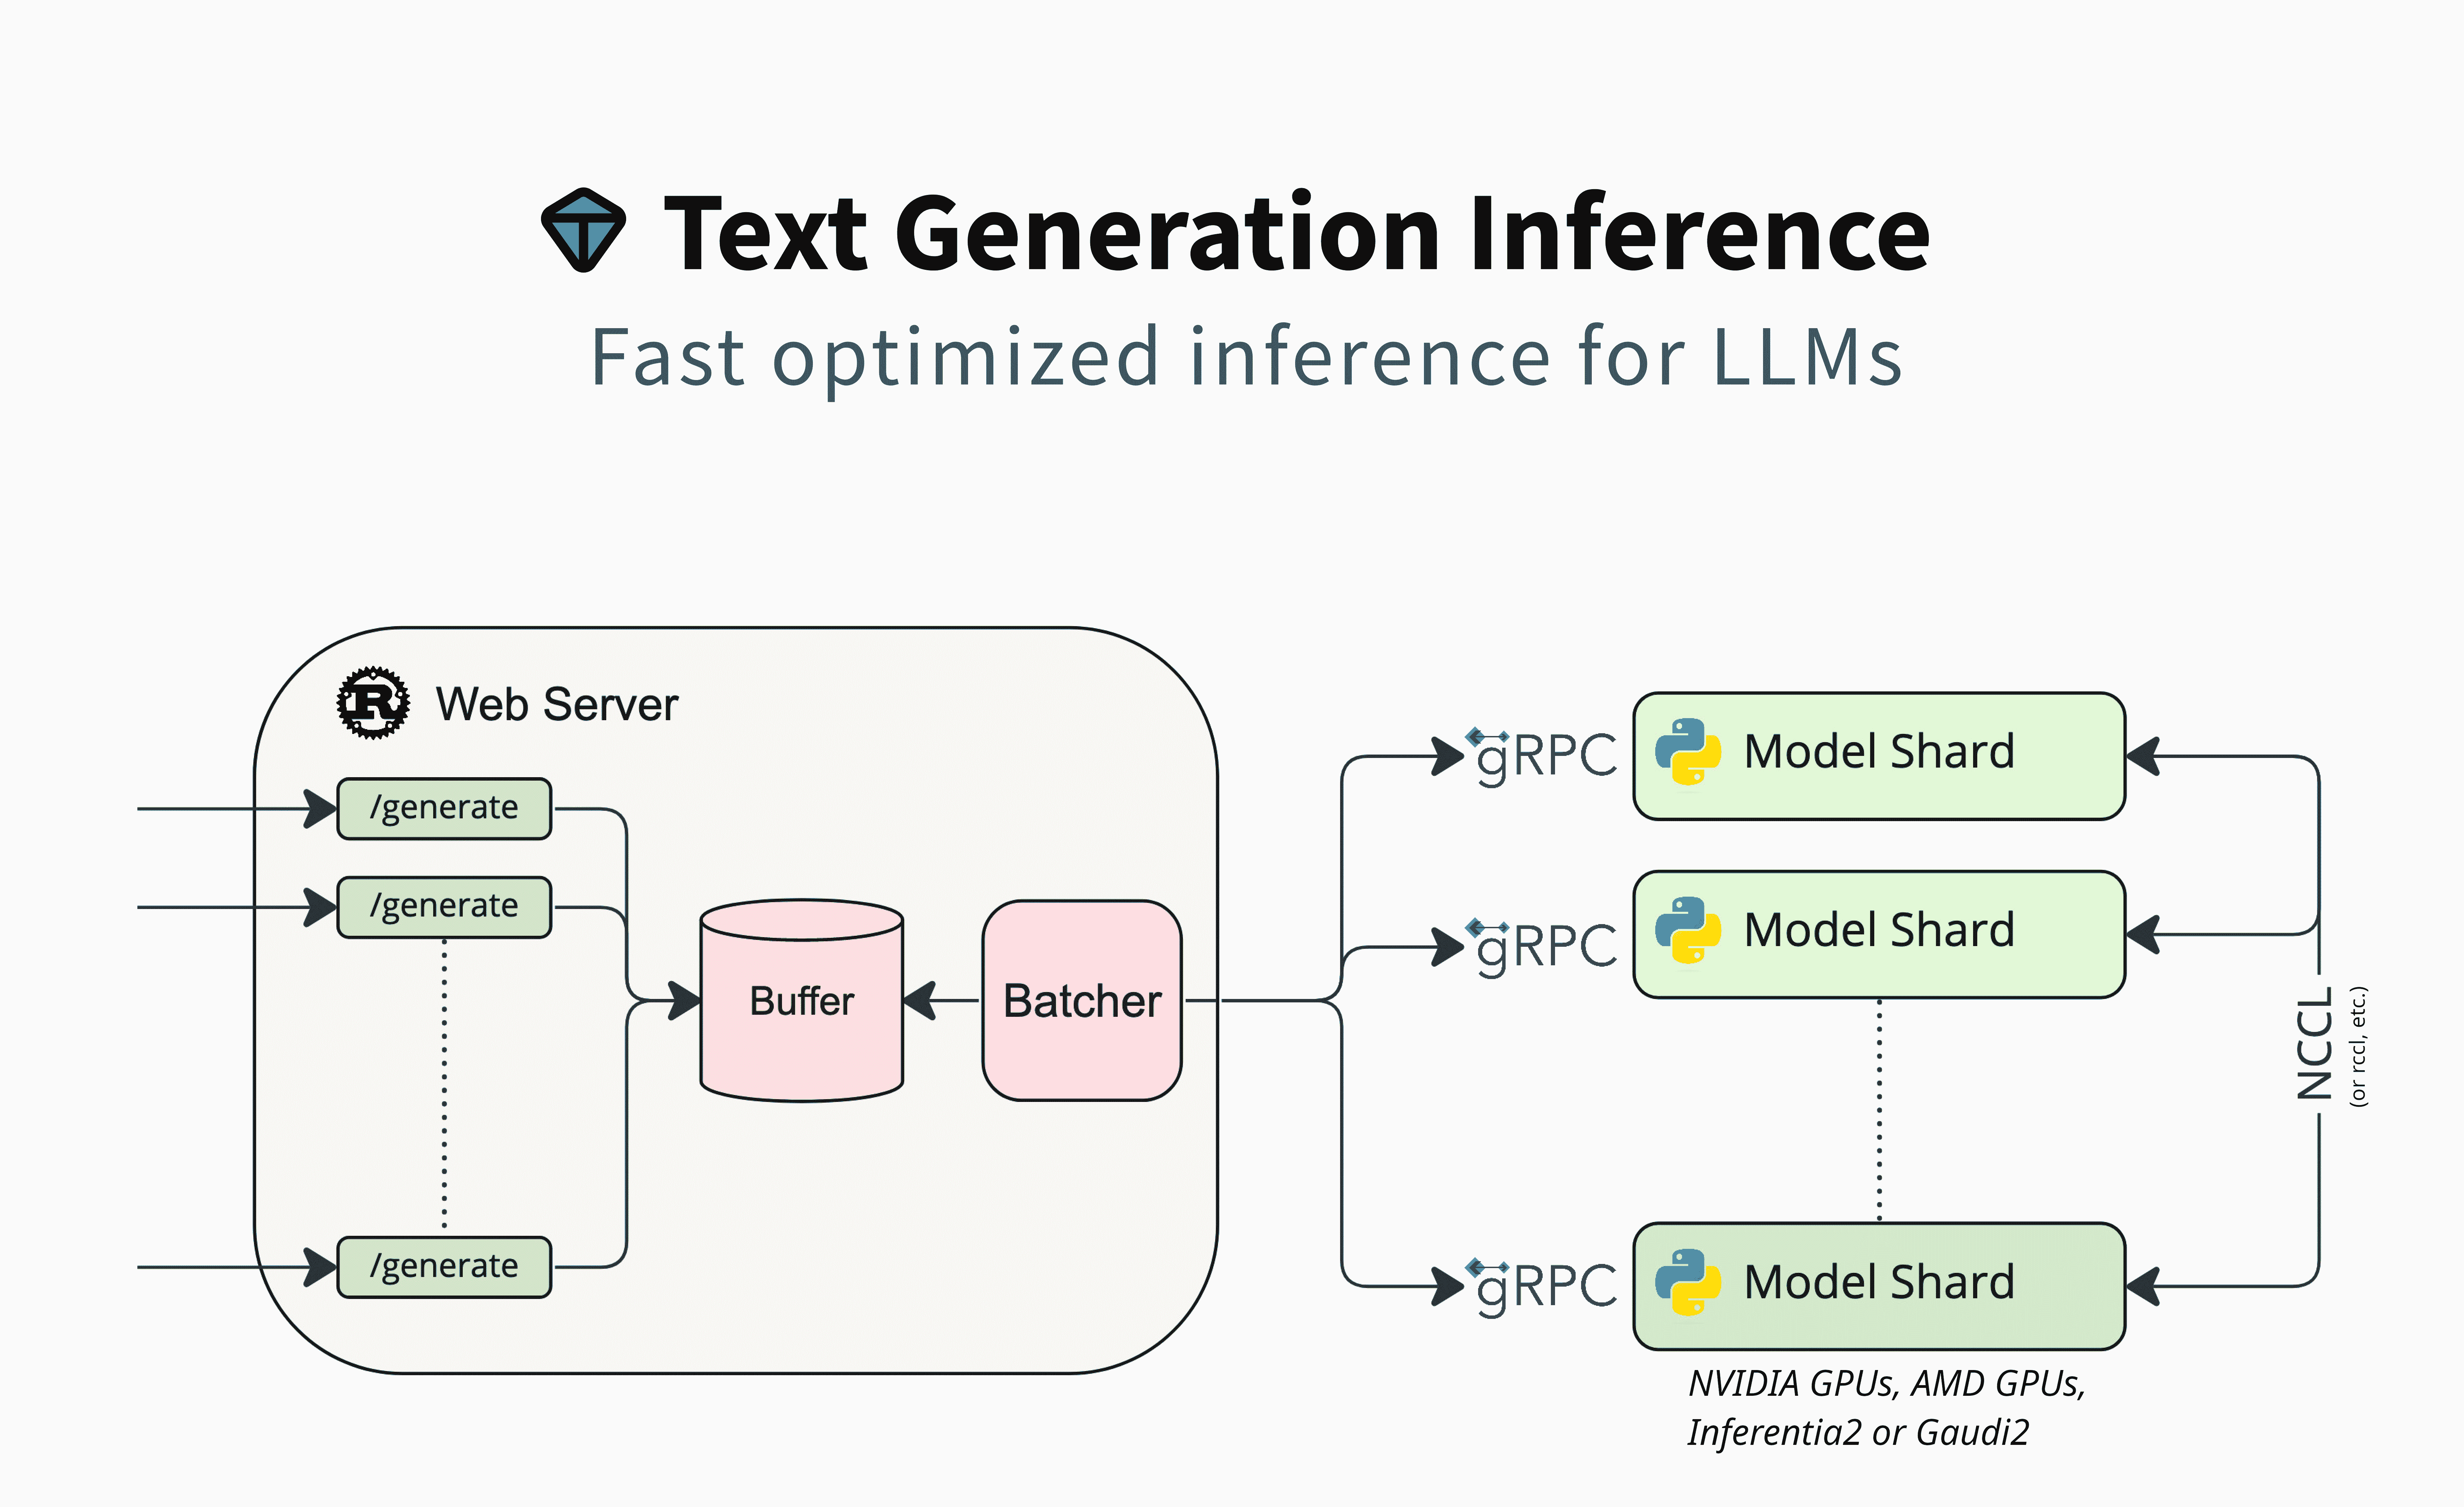 Text Generation Inference
Fast optimized inference for LLMs
Web Server
/generate
/generate
/generate
Buffer
Batcher
gRPC
Model Shard
gRPC
Model Shard
gRPC
Model Shard
NVIDIA GPUs, AMD GPUs,
Inferentia2 or Gaudi2
NCCL
(or rccl, etc.)